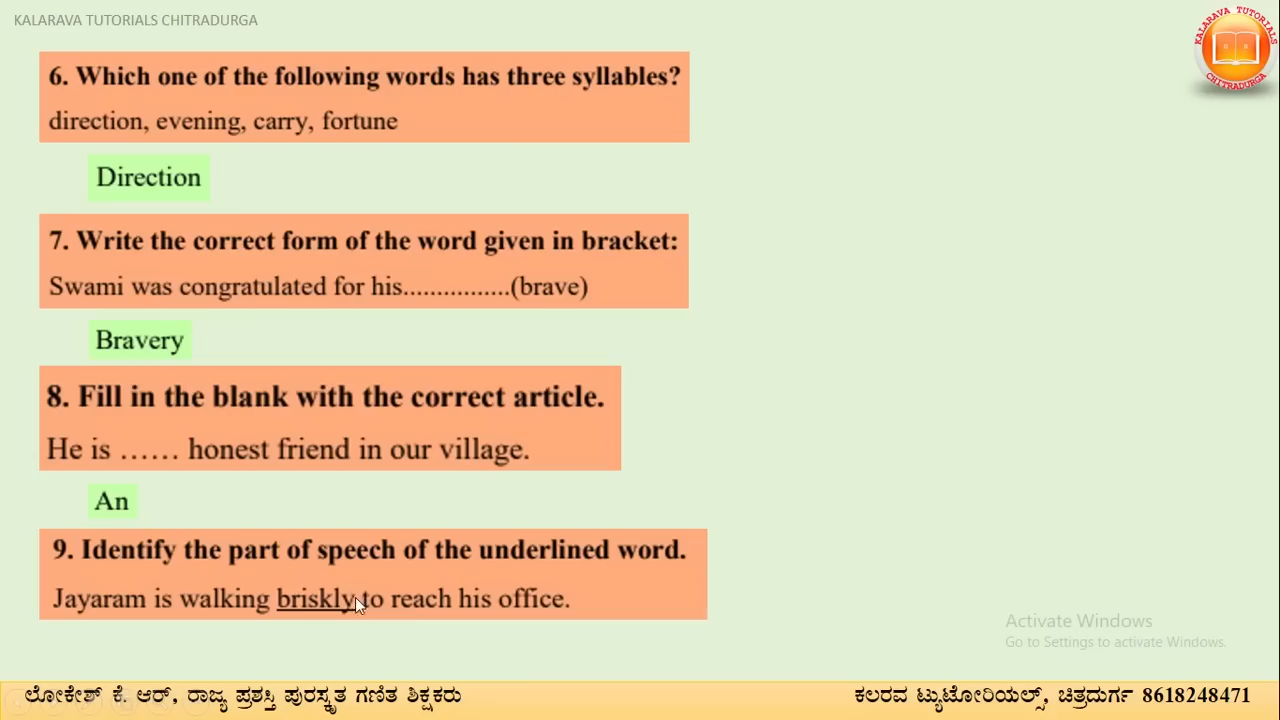 KALARAVA TUTORIALS CHITRADURGA
KALARAVA TUTORIALS
CHITRADURGA
6. Which one of the following words has three syllables?
direction, evening, carry, fortune
Direction
7. Write the correct form of the word given in bracket:
Swami was congratulated for his................(brave)
Bravery
8. Fill in the blank with the correct article.
He is …… honest friend in our village.
An
9. Identify the part of speech of the underlined word.
Jayaram is walking briskly to reach his office.
Activate Windows
Go to Settings to activate Windows.
ಲೋಕೇಶ್ ಕೆ. ಆರ್, ರಾಜ್ಯ ಪ್ರಶಸ್ತಿ ಪುರಸ್ಕೃತ ಗಣಿತ ಶಿಕ್ಷಕರು
ಕಲರವ ಟ್ಯುಟೋರಿಯಲ್ಸ್, ಚಿತ್ರದುರ್ಗ 8618248471